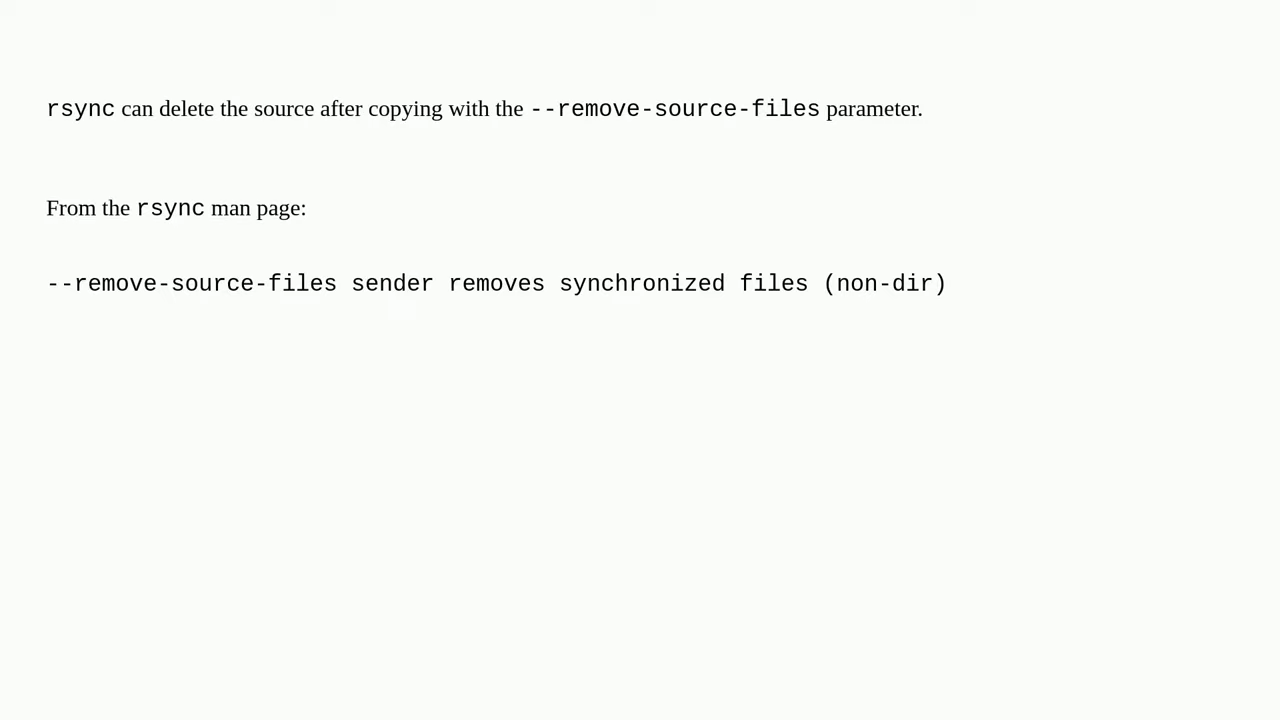 rsync can delete the source after copying with the --remove-source-files parameter.
From the rsync man page:
--remove-source-files sender removes synchronized files (non-dir)